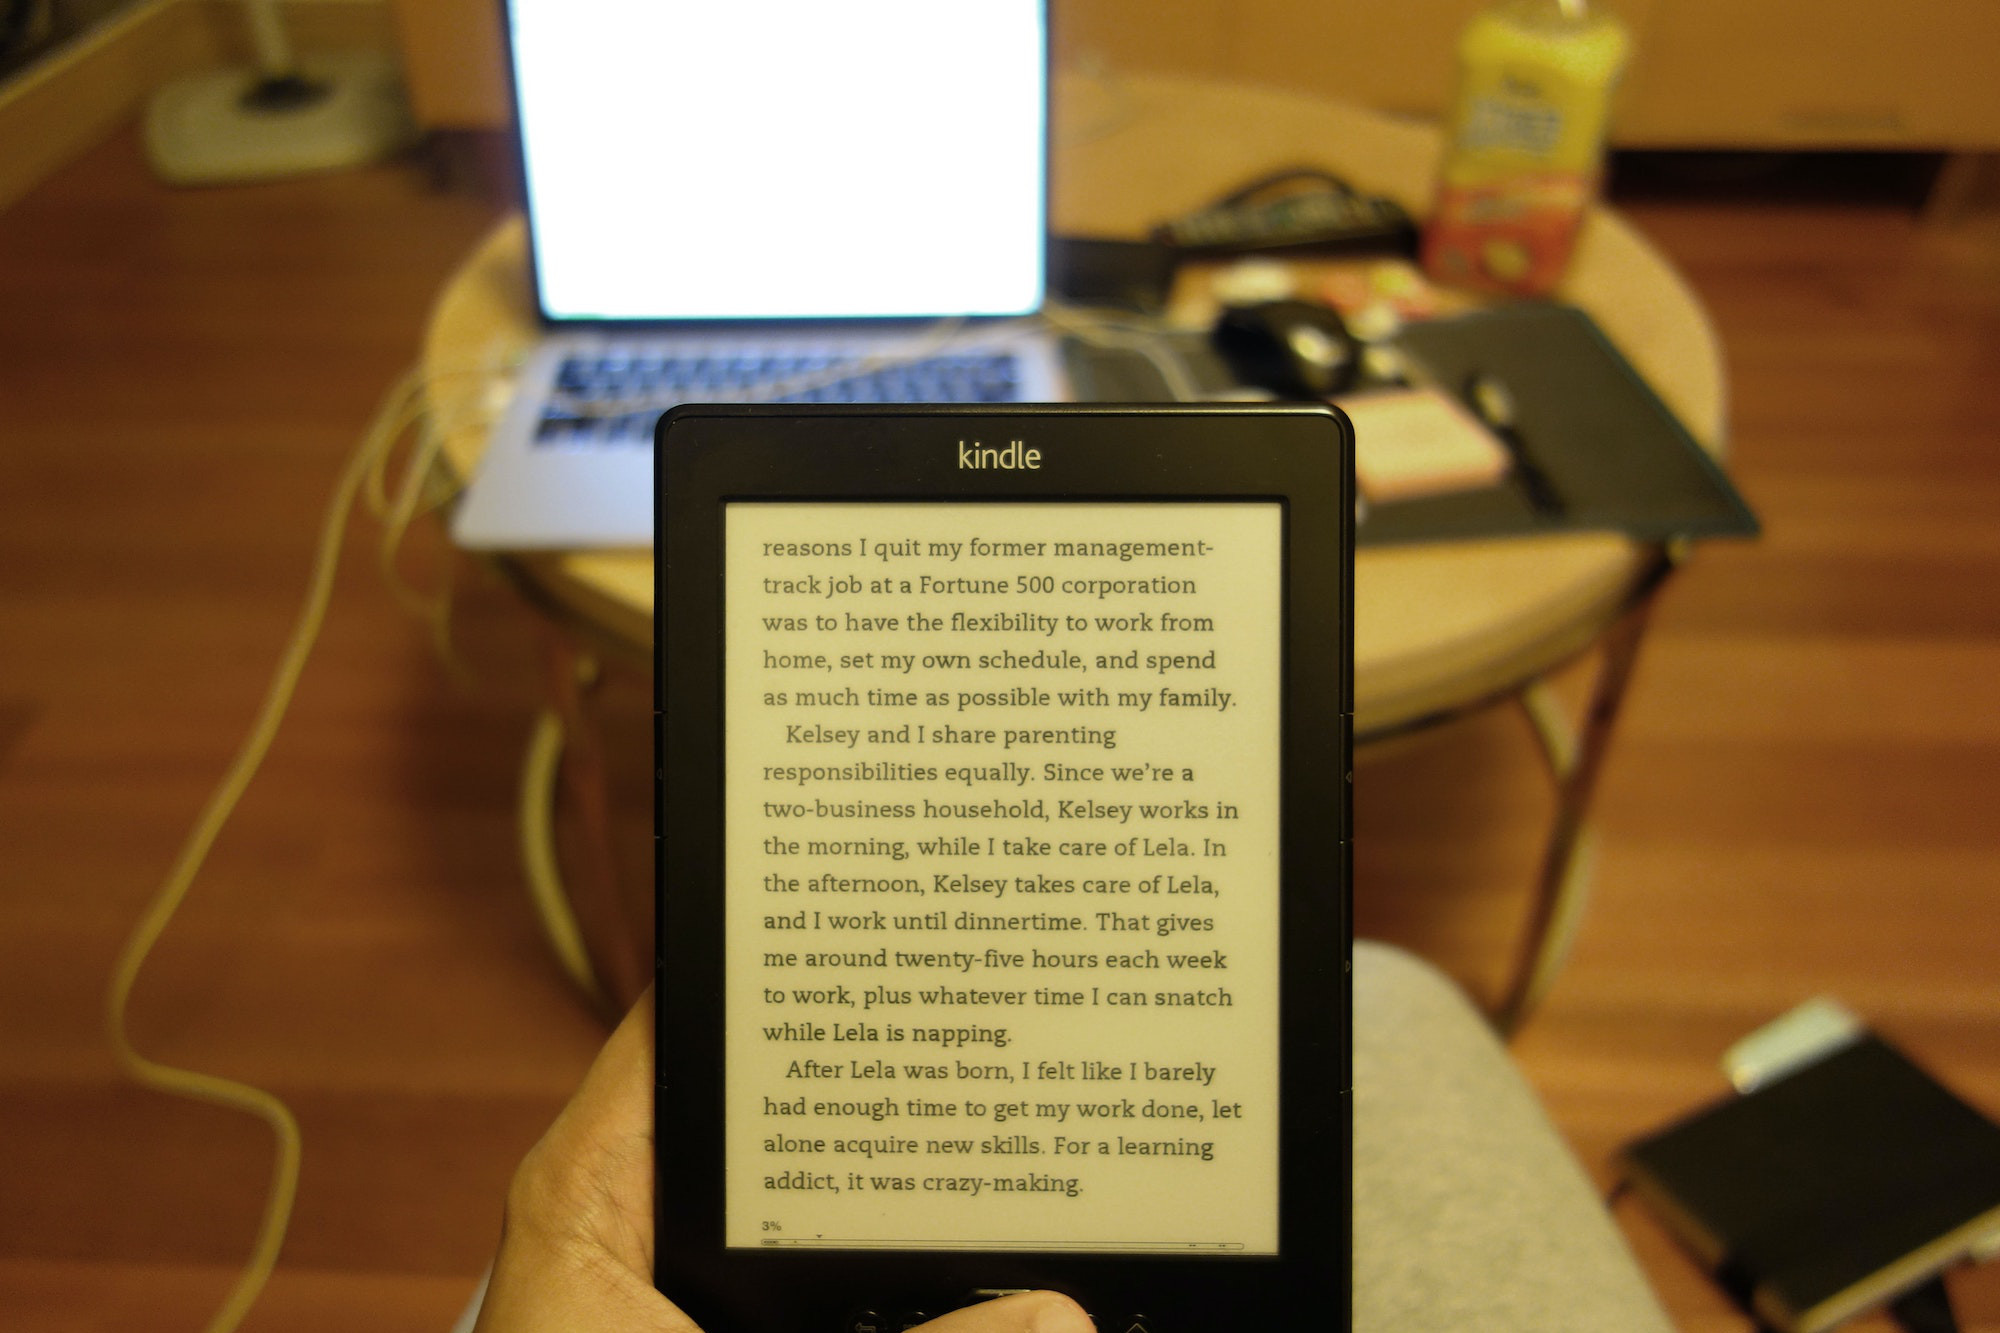 kindle
reasons I quit my former management-
track job at a Fortune 500 corporation
was to have the flexibility to work from
home, set my own schedule, and spend
as much time as possible with my family.
Kelsey and I share parenting
responsibilities equally. Since we're a
two-business household, Kelsey works in
the morning, while I take care of Lela. In
the afternoon, Kelsey takes care of Lela,
and I work until dinnertime. That gives
me around twenty-five hours each week
to work, plus whatever time I can snatch
while Lela is napping.
After Lela was born, I felt like I barely
had enough time to get my work done, let
alone acquire new skills. For a learning
addict, it was crazy-making.
3%